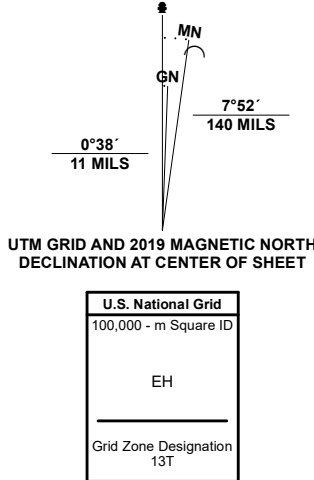 MN
GN
7°52´
140 MILS
0°38´
11 MILS
UTM GRID AND 2019 MAGNETIC NORTH
DECLINATION AT CENTER OF SHEET
U.S. National Grid
100,000 - m Square ID
EH
Grid Zone Designation
13T